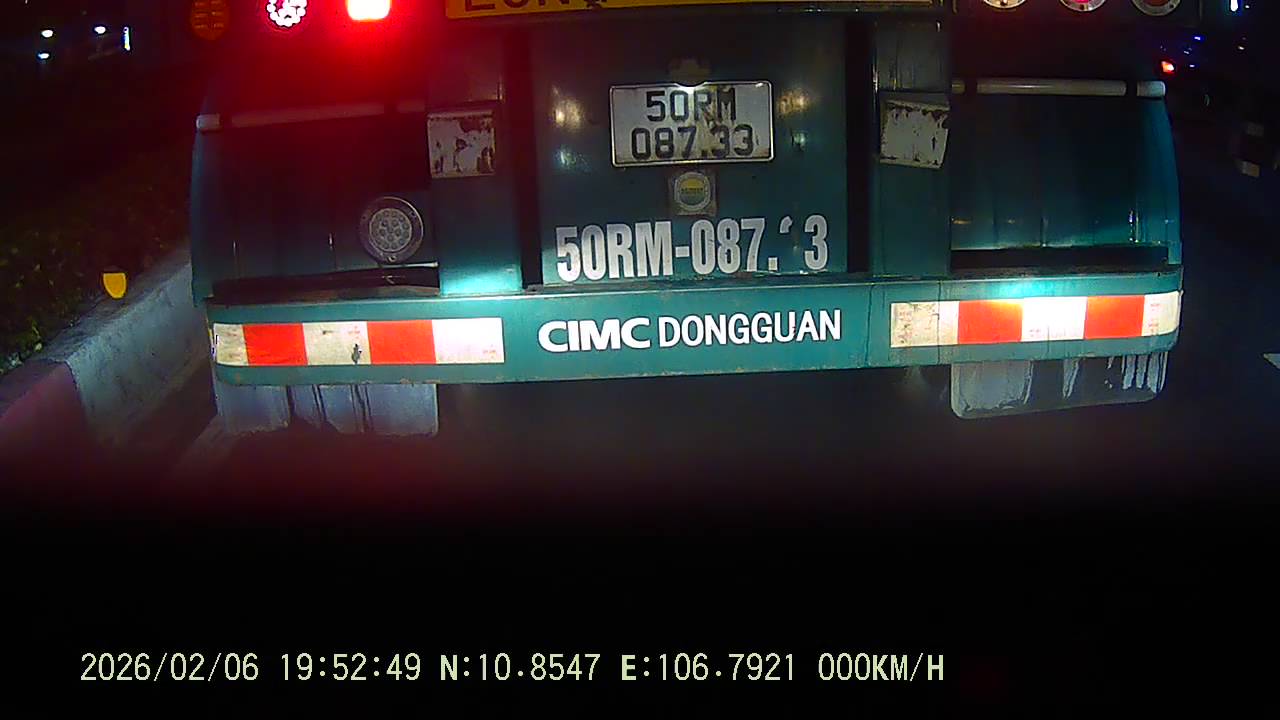 50RM
087.33
50RM-087. 3
CIMC DONGGUAN
2026/02/06 19:52:49 N:10.8547 E:106.7921 000KM/H